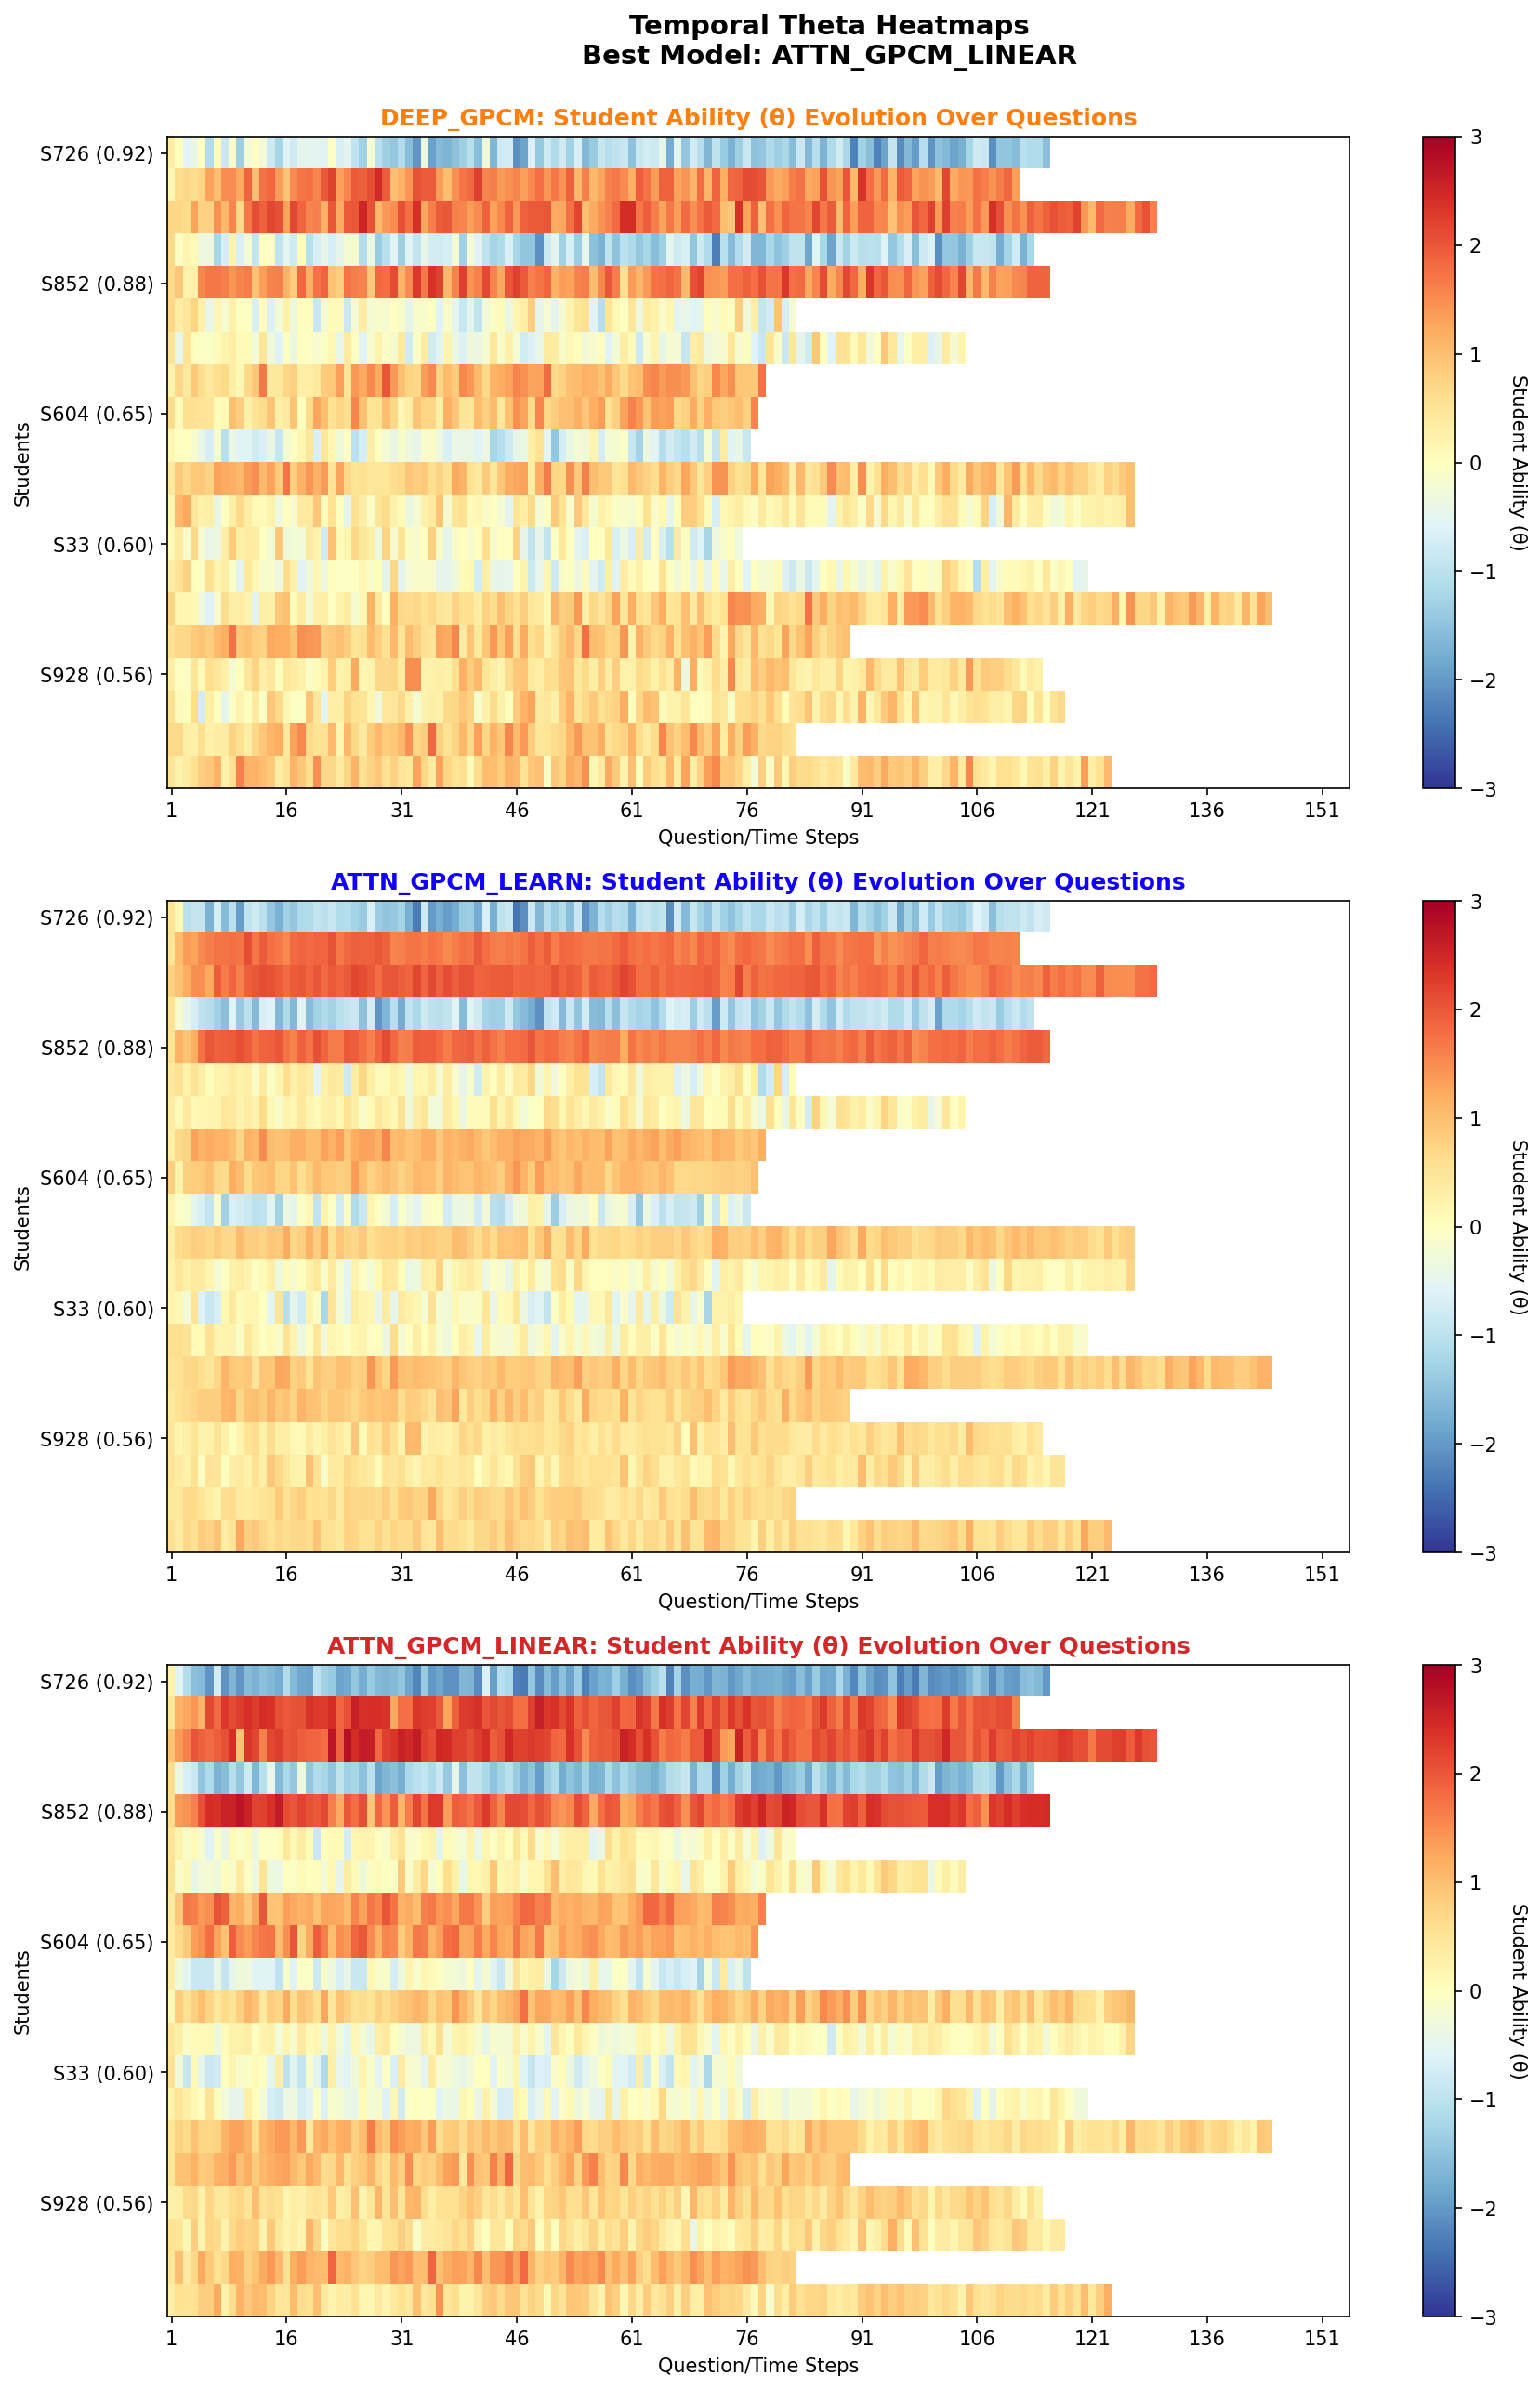 Temporal Theta Heatmaps
Best Model: ATTN_GPCM_LINEAR
DEEP_GPCM: Student Ability (θ) Evolution Over Questions
S726 (0.92)
S852 (0.88)
S604 (0.65)
S33 (0.60)
S928 (0.56)
Students
1 16 31 46 61 76 91 106 121 136 151
Question/Time Steps
3
2
1
0
−1
−2
−3
Student Ability (θ)
ATTN_GPCM_LEARN: Student Ability (θ) Evolution Over Questions
S726 (0.92)
S852 (0.88)
S604 (0.65)
S33 (0.60)
S928 (0.56)
Students
1 16 31 46 61 76 91 106 121 136 151
Question/Time Steps
3
2
1
0
−1
−2
−3
Student Ability (θ)
ATTN_GPCM_LINEAR: Student Ability (θ) Evolution Over Questions
S726 (0.92)
S852 (0.88)
S604 (0.65)
S33 (0.60)
S928 (0.56)
Students
1 16 31 46 61 76 91 106 121 136 151
Question/Time Steps
3
2
1
0
−1
−2
−3
Student Ability (θ)